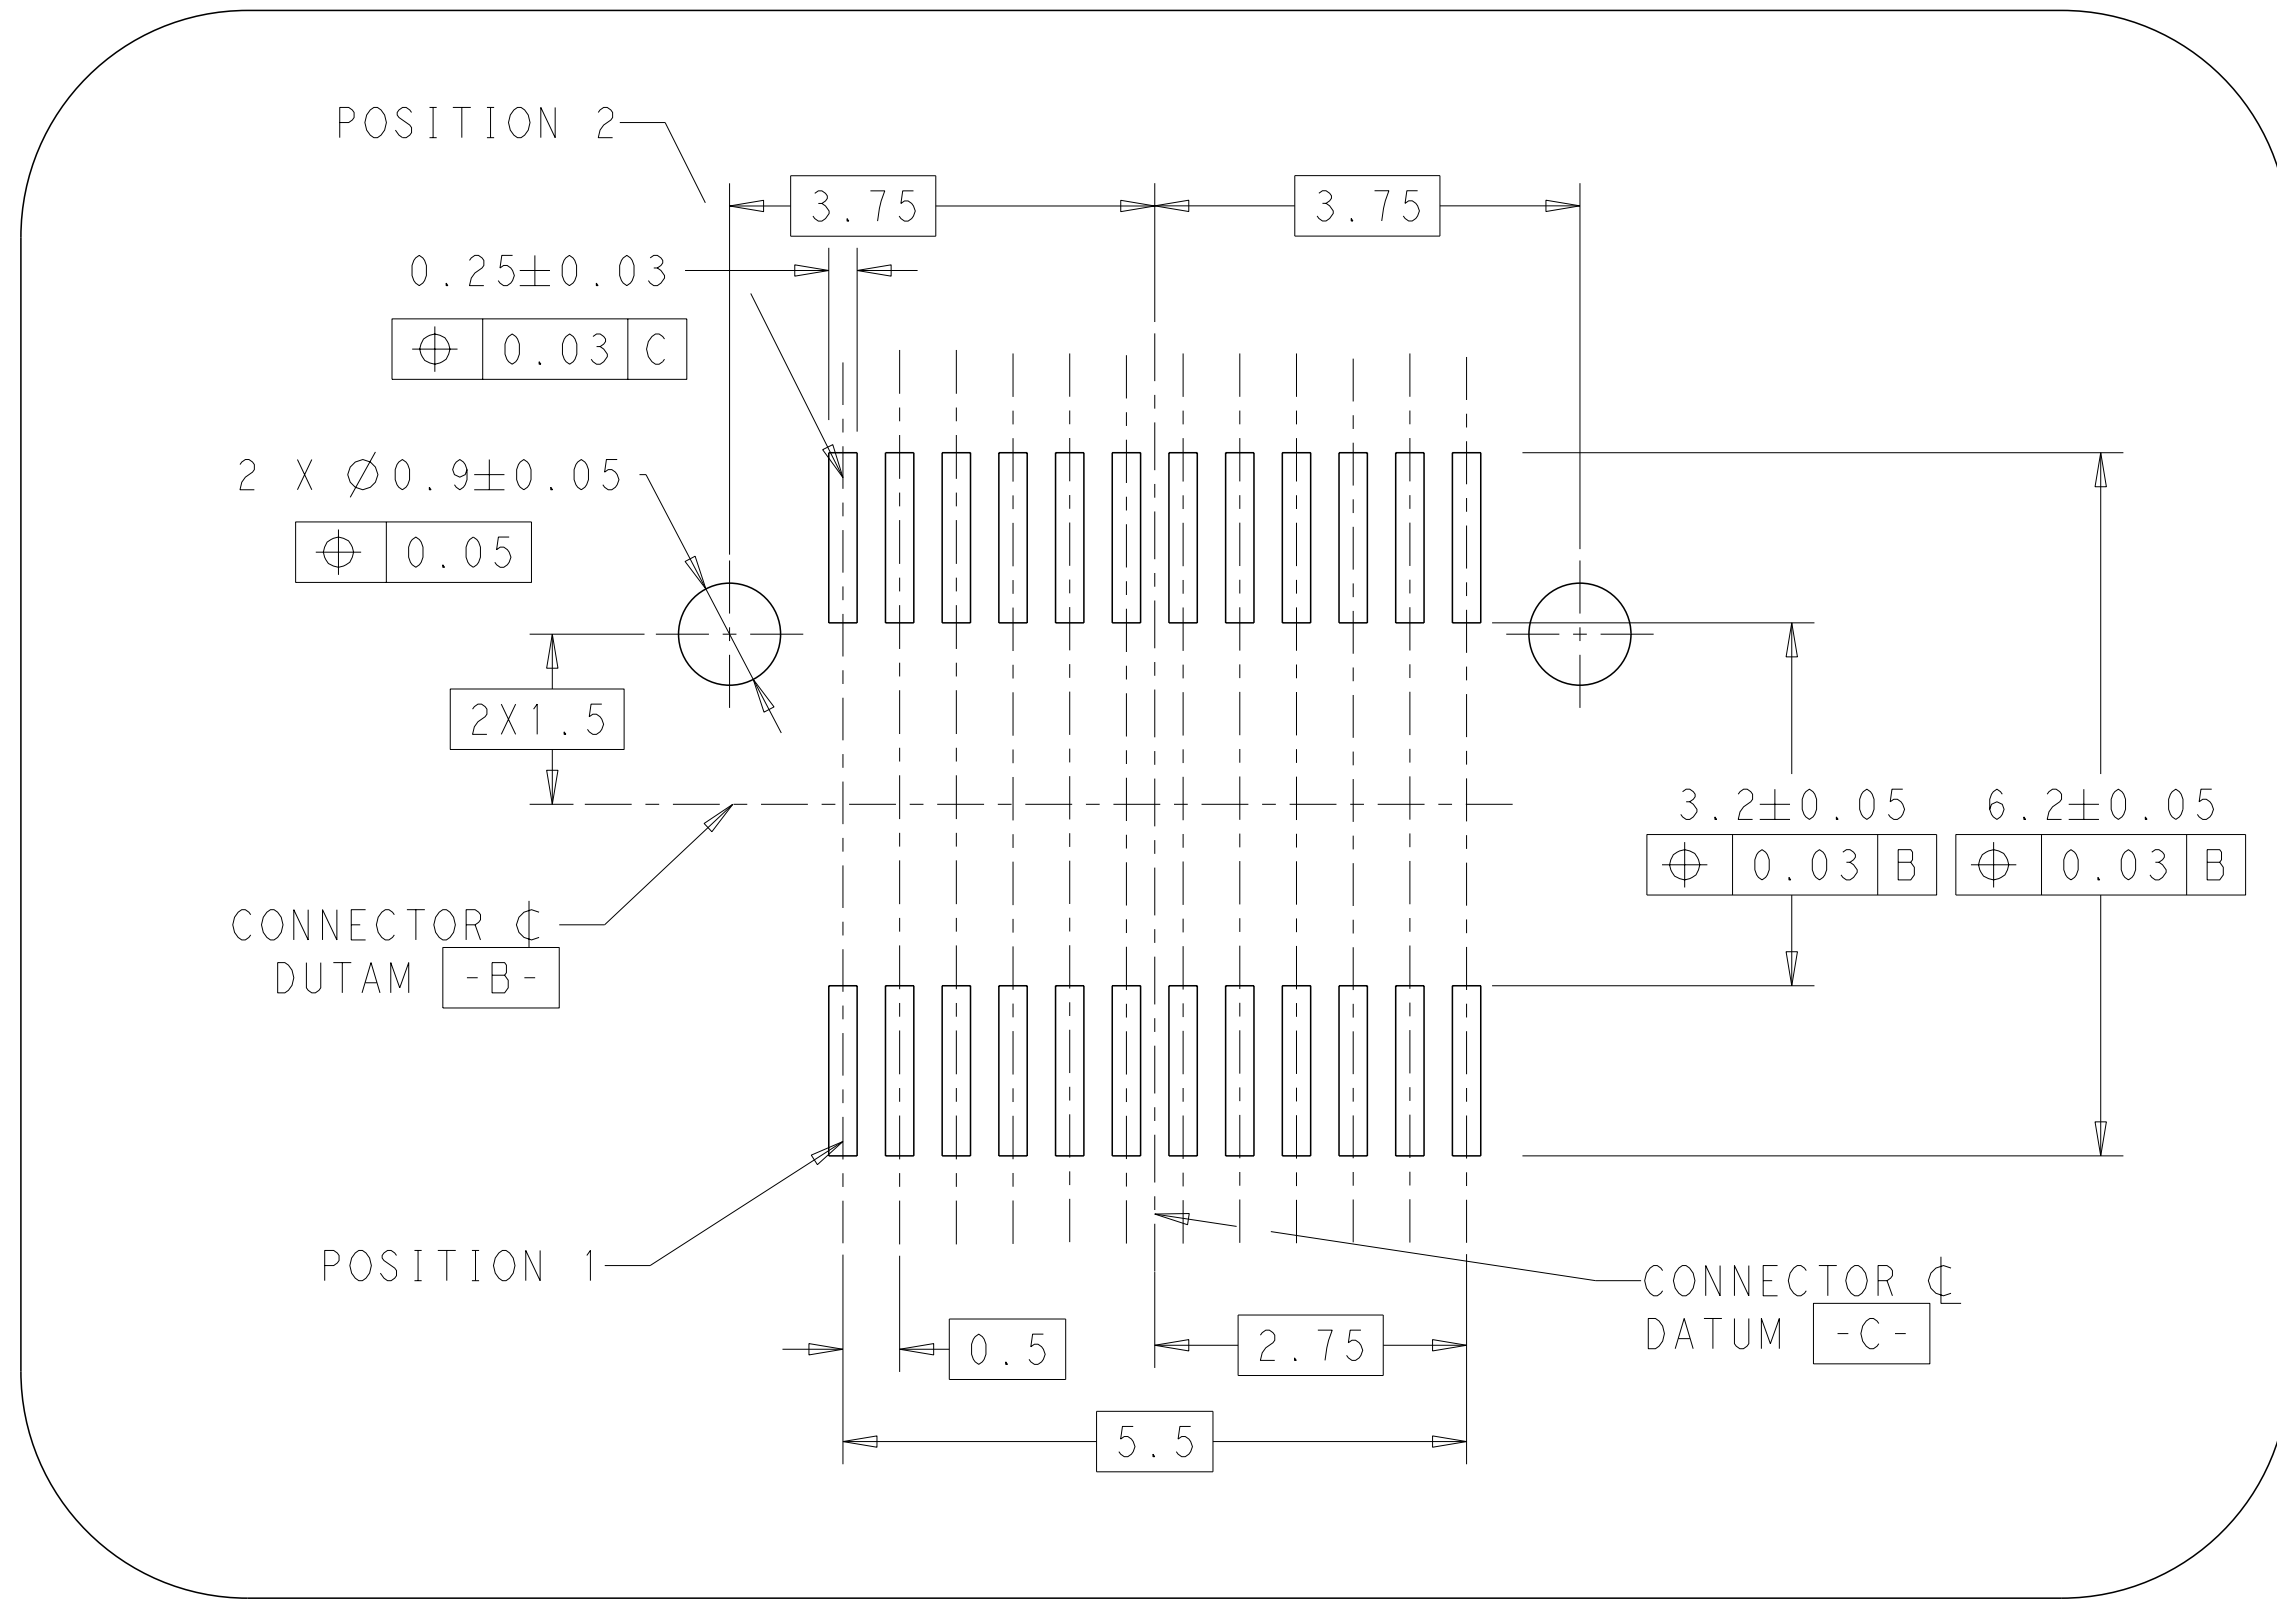 POSITION 2
3.75
3.75
0.25±0.03
⌖ 0.03 C
2 X ⌀0.9±0.05
⌖ 0.05
2X1.5
3.2±0.05
⌖ 0.03 B
6.2±0.05
⌖ 0.03 B
CONNECTOR ℄
DUTAM -B-
POSITION 1
CONNECTOR ℄
DATUM -C-
0.5
2.75
5.5